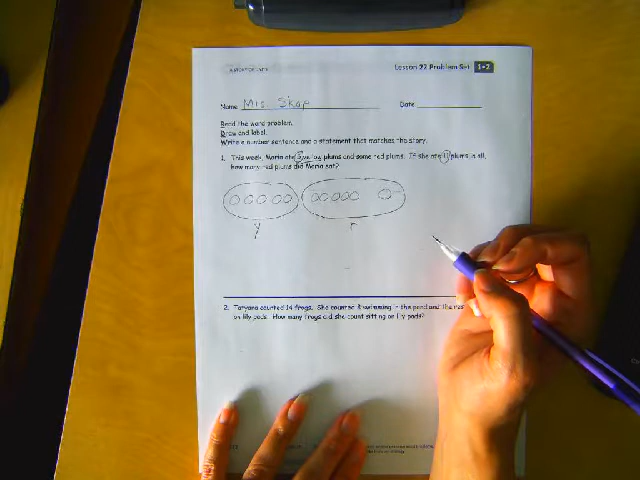 Lesson 22 Problem Set 1•2
Name Mis Skap Date
Read the word problem.
Draw and label.
Write a number sentence and a statement that matches the story.
1. This week, Maria ate 5 yellow plums and some red plums. If she ate 11 plums in all,
how many red plums did Maria eat?
y r
2. Tatyana counted 14 frogs. She counted 8 swimming in the pond and the rest
on lily pads. How many frogs did she count sitting on lily pads?